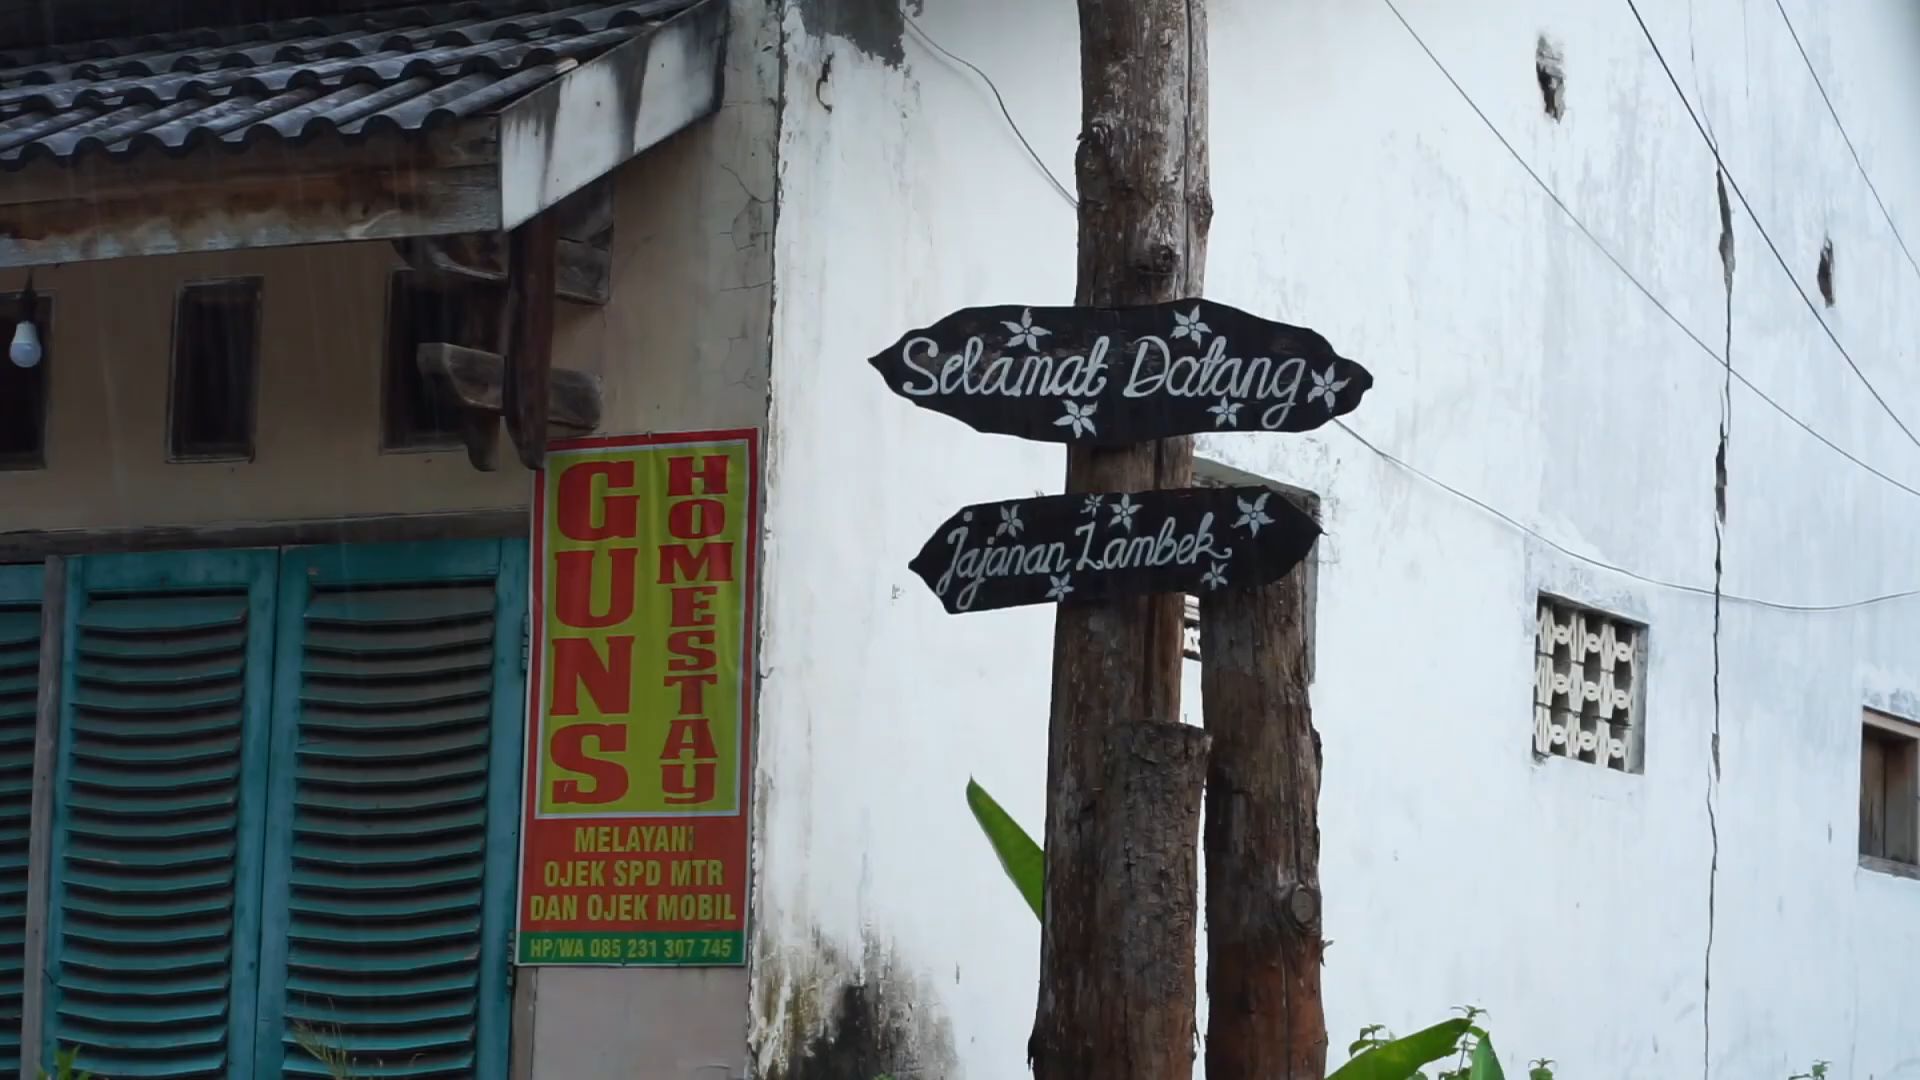 GUNS
HOMESTAY
MELAYANI
OJEK SPD MTR
DAN OJEK MOBIL
HP/WA 085 231 307 745
Selamat Datang
Jajanan Lambek